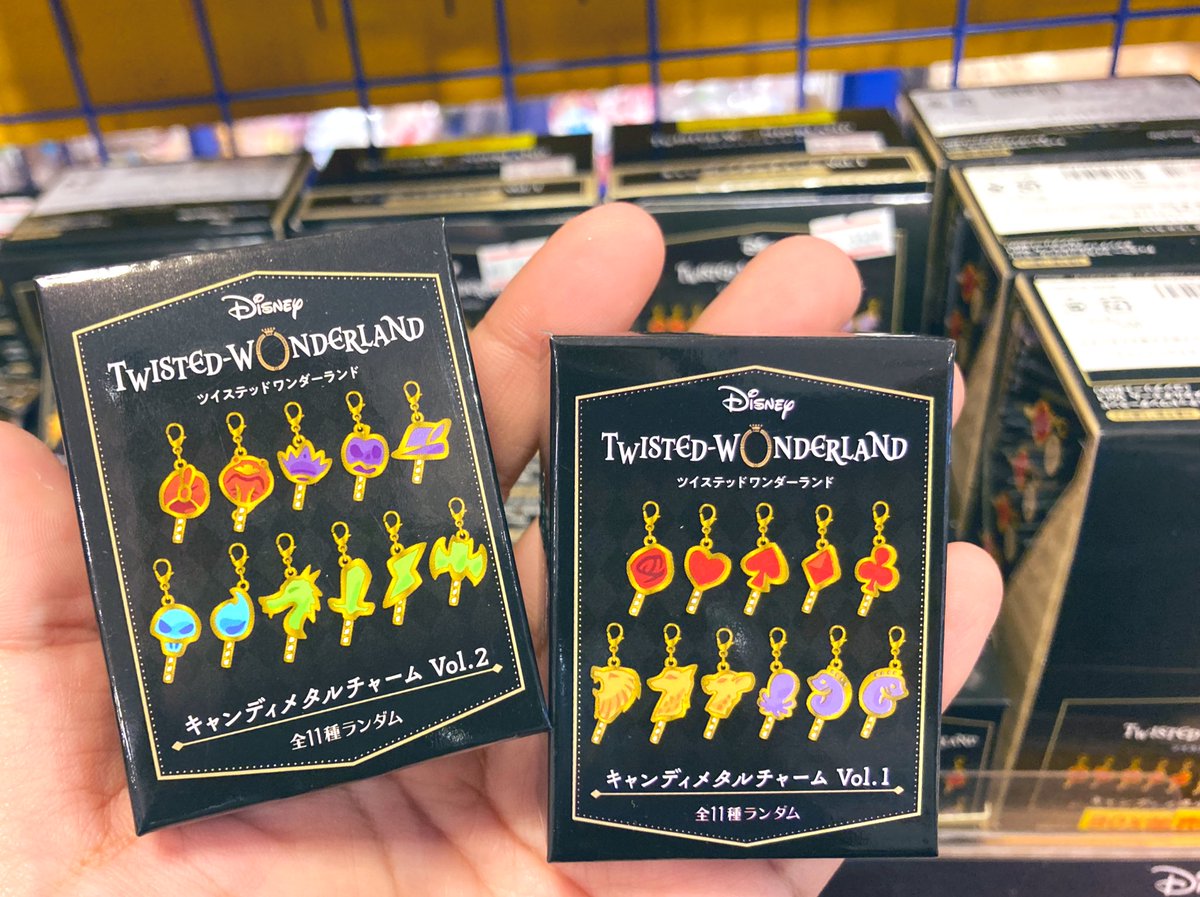 Disney
TWISTED-WONDERLAND
ツイステッドワンダーランド
キャンディメタルチャーム Vol.2
全11種ランダム
Disney
TWISTED-WONDERLAND
ツイステッドワンダーランド
キャンディメタルチャーム Vol.1
全11種ランダム
Disney